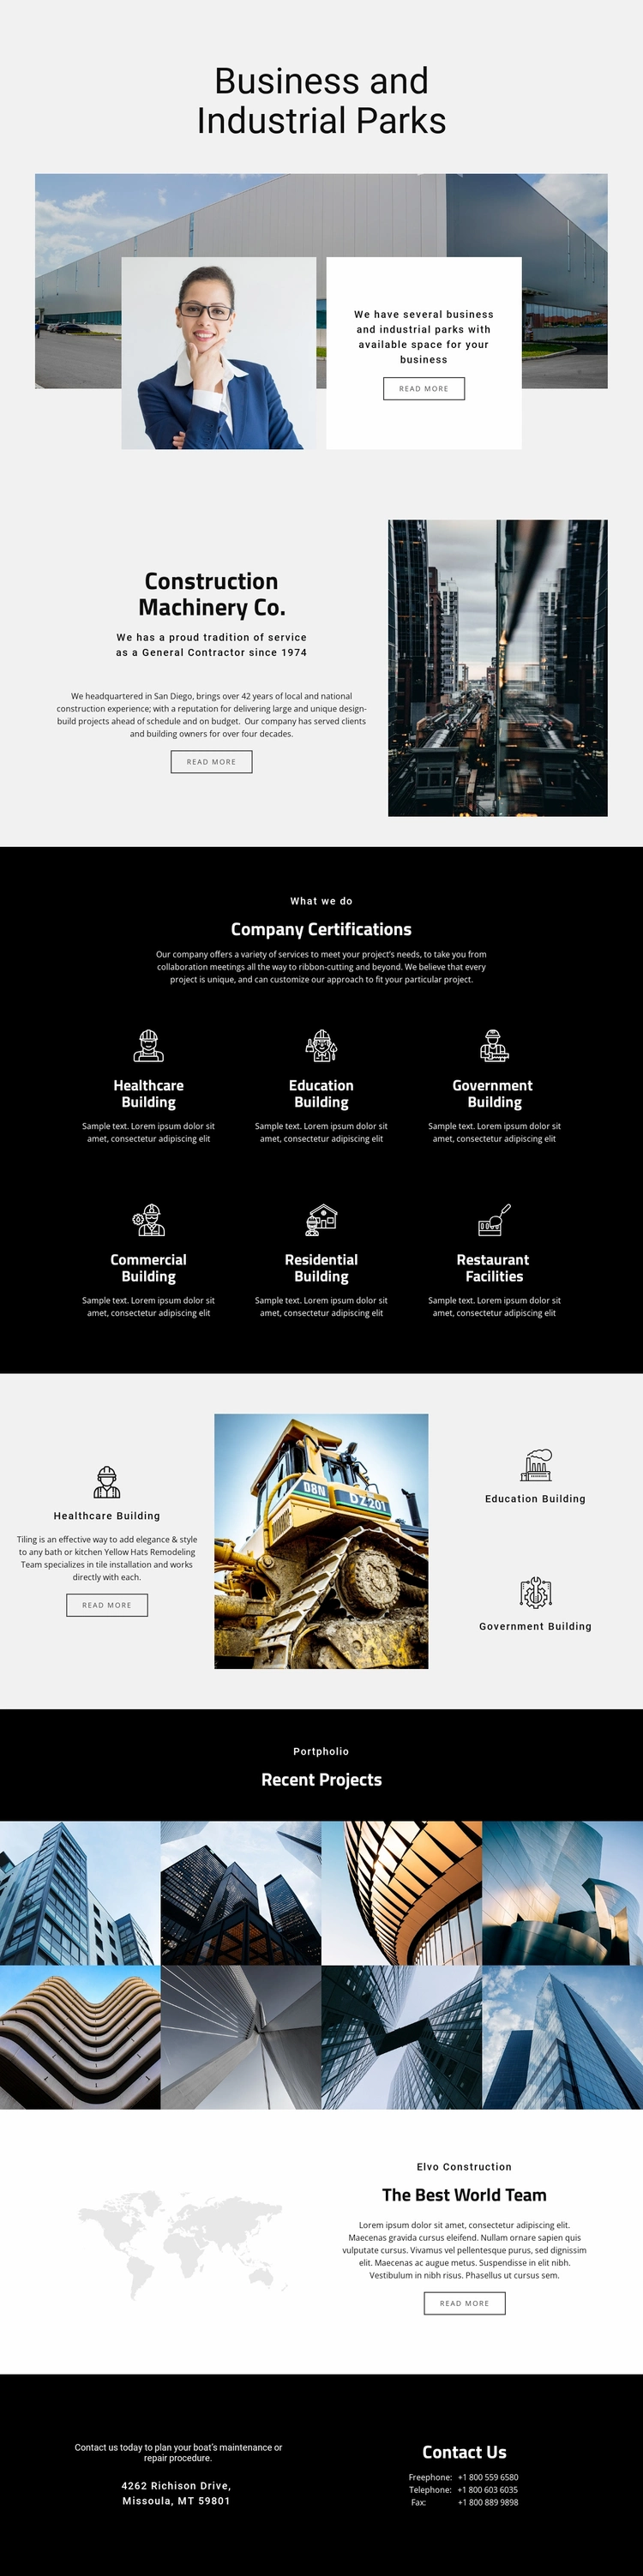 Business and
Industrial Parks
We have several business
and industrial parks with
available space for your
business
READ MORE
Construction
Machinery Co.
We has a proud tradition of service
as a General Contractor since 1974
We headquartered in San Diego, brings over 42 years of local and national
construction experience; with a reputation for delivering large and unique design-
build projects ahead of schedule and on budget.  Our company has served clients
and building owners for over four decades.
READ MORE
What we do
Company Certifications
Our company offers a variety of services to meet your project's needs, to take you from
collaboration meetings all the way to ribbon-cutting and beyond. We believe that every
project is unique, and can customize our approach to fit your particular project.
Healthcare
Building
Sample text. Lorem ipsum dolor sit
amet, consectetur adipiscing elit
Education
Building
Sample text. Lorem ipsum dolor sit
amet, consectetur adipiscing elit
Government
Building
Sample text. Lorem ipsum dolor sit
amet, consectetur adipiscing elit
Commercial
Building
Sample text. Lorem ipsum dolor sit
amet, consectetur adipiscing elit
Residential
Building
Sample text. Lorem ipsum dolor sit
amet, consectetur adipiscing elit
Restaurant
Facilities
Sample text. Lorem ipsum dolor sit
amet, consectetur adipiscing elit
Healthcare Building
Tiling is an effective way to add elegance & style
to any bath or kitchen Yellow Hats Remodeling
Team specializes in tile installation and works
directly with each.
READ MORE
D8N
DZ201
Education Building
Government Building
Portpholio
Recent Projects
Elvo Construction
The Best World Team
Lorem ipsum dolor sit amet, consectetur adipiscing elit.
Maecenas gravida cursus eleifend. Nullam ornare sapien quis
vulputate cursus. Vivamus vel pellentesque purus, sed dignissim
elit. Maecenas ac augue metus. Suspendisse in elit nibh.
Vestibulum in nibh risus. Phasellus ut cursus sem.
READ MORE
Contact us today to plan your boat's maintenance or
repair procedure.
4262 Richison Drive,
Missoula, MT 59801
Contact Us
Freephone: +1 800 559 6580
Telephone: +1 800 603 6035
Fax: +1 800 889 9898